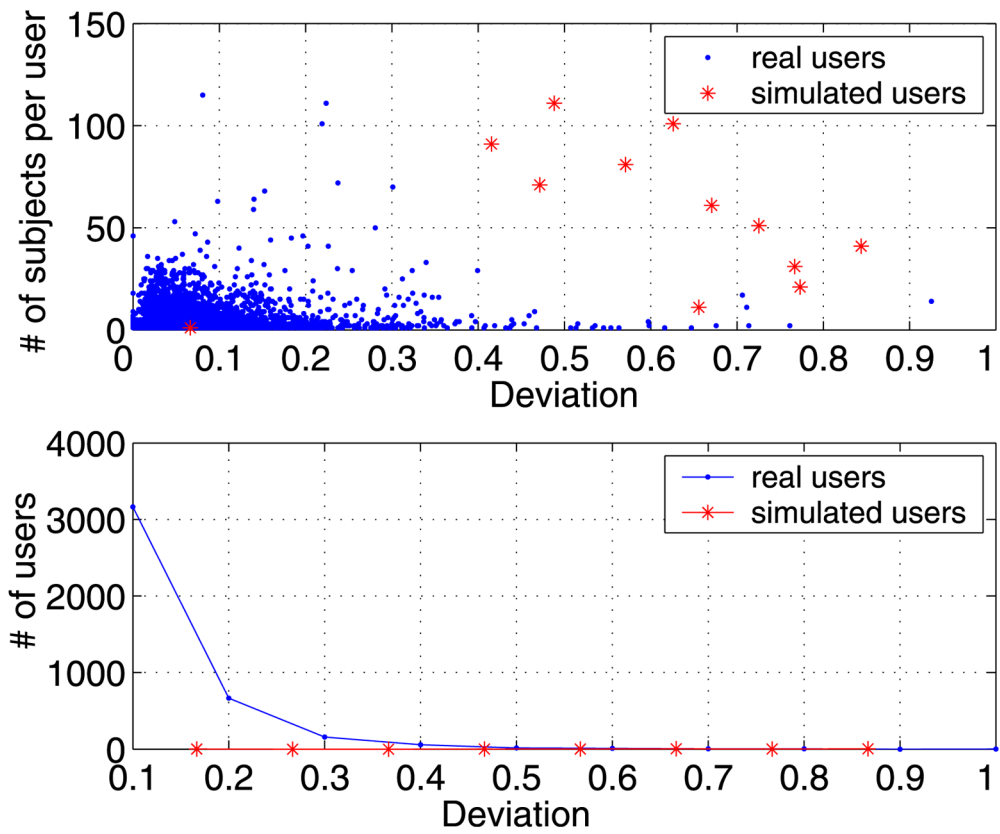 # of subjects per user
150
100
50
0
real users
simulated users
0 0.1 0.2 0.3 0.4 0.5 0.6 0.7 0.8 0.9 1
Deviation
# of users
4000
3000
2000
1000
0
real users
simulated users
0.1 0.2 0.3 0.4 0.5 0.6 0.7 0.8 0.9 1
Deviation